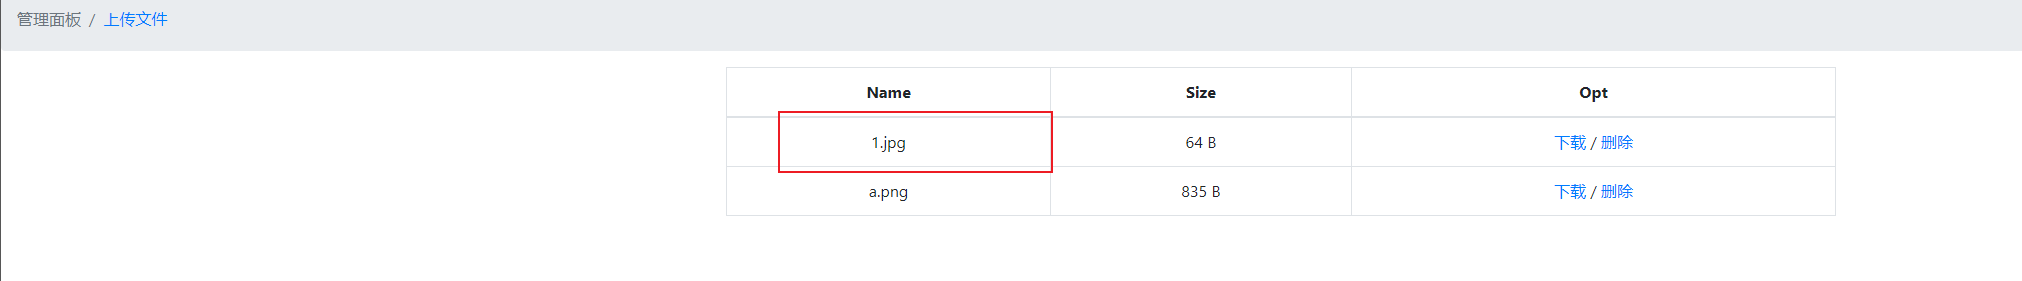 管理面板 / 上传文件
Name Size Opt
1.jpg 64 B 下载 / 删除
a.png 835 B 下载 / 删除